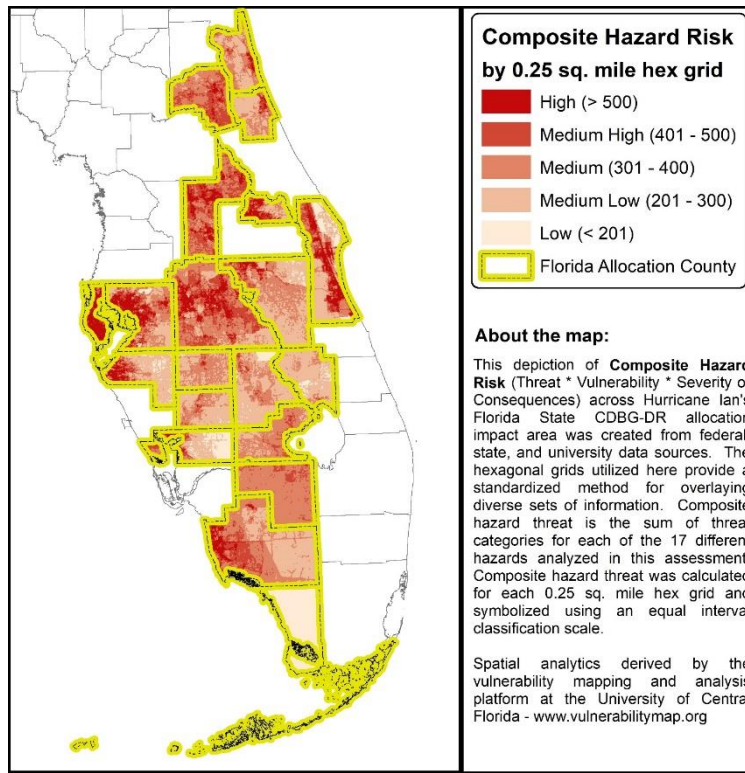 Composite Hazard Risk
by 0.25 sq. mile hex grid
High (> 500)
Medium High (401 - 500)
Medium (301 - 400)
Medium Low (201 - 300)
Low (< 201)
Florida Allocation County
About the map:
This depiction of Composite Hazard
Risk (Threat * Vulnerability * Severity of
Consequences) across Hurricane Ian's
Florida State CDBG-DR allocation
impact area was created from federal,
state, and university data sources. The
hexagonal grids utilized here provide a
standardized method for overlaying
diverse sets of information. Composite
hazard threat is the sum of threat
categories for each of the 17 different
hazards analyzed in this assessment.
Composite hazard threat was calculated
for each 0.25 sq. mile hex grid and
symbolized using an equal interval
classification scale.
Spatial analytics derived by the
vulnerability mapping and analysis
platform at the University of Central
Florida - www.vulnerabilitymap.org